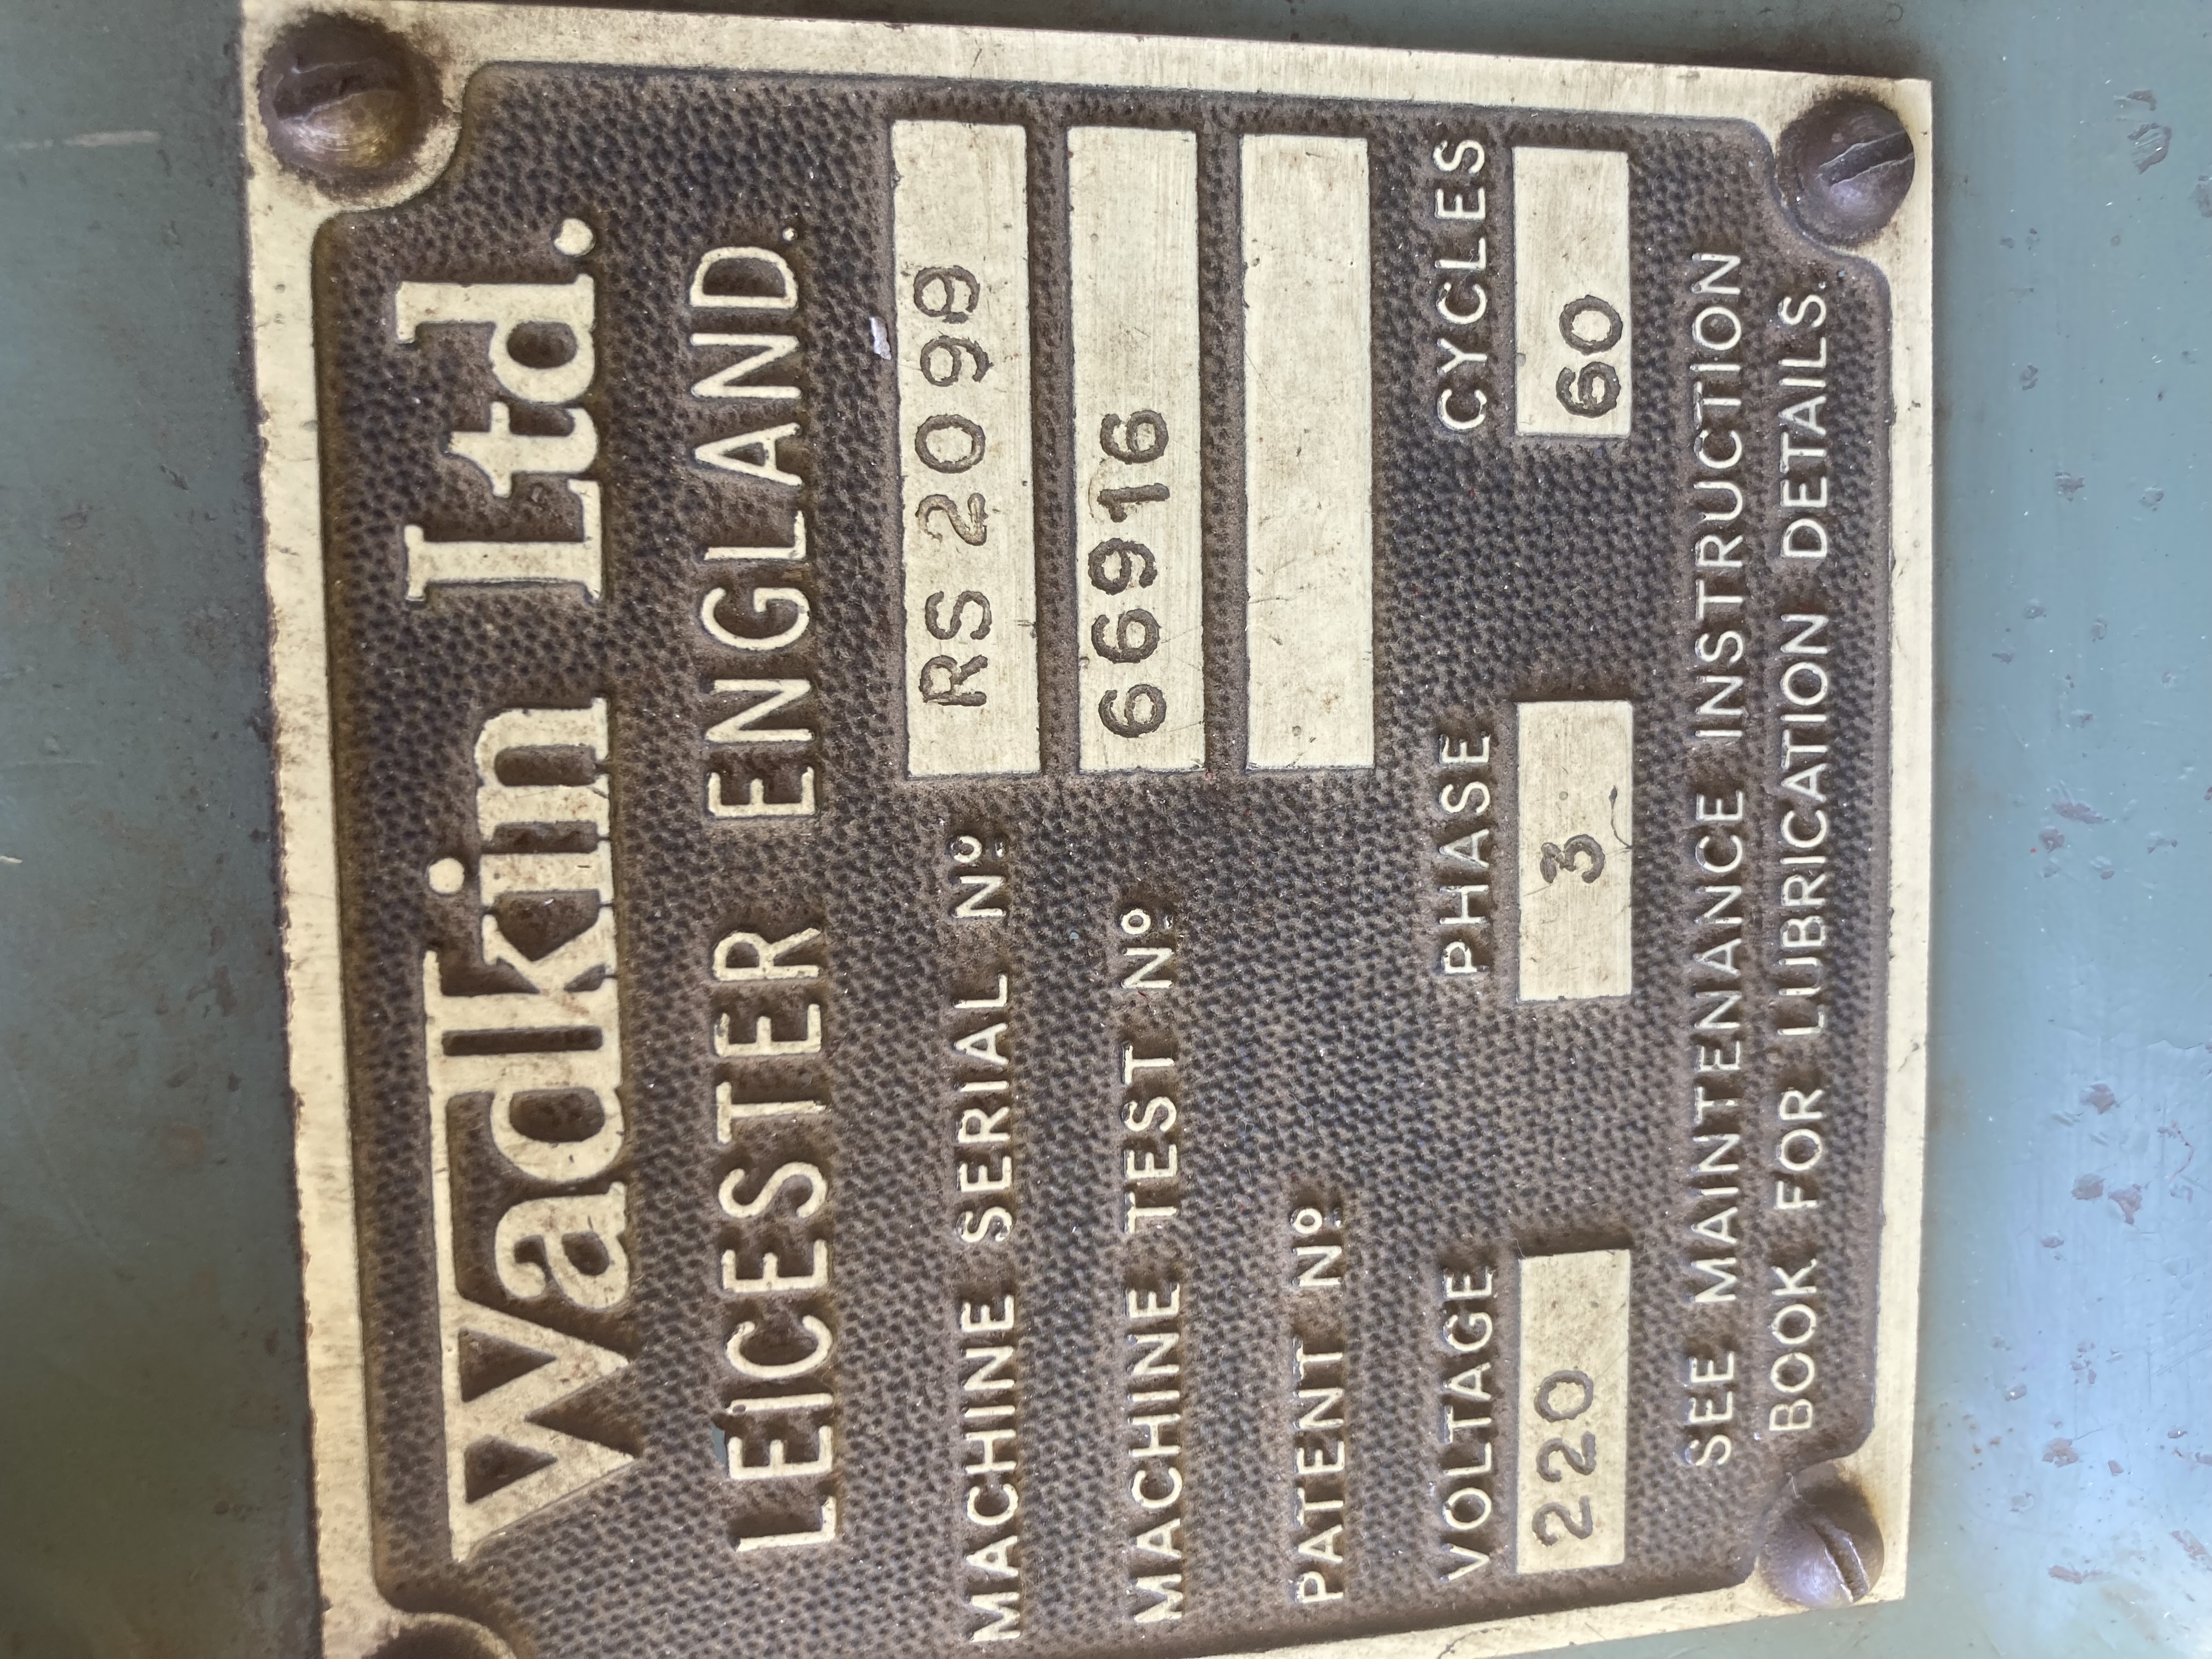 Wadkin Ltd.
LEICESTER ENGLAND.
MACHINE SERIAL Nº RS 2098
MACHINE TEST Nº 66916
PATENT Nº
VOLTAGE PHASE CYCLES
220 3 60
SEE MAINTENANCE INSTRUCTION
BOOK FOR LUBRICATION DETAILS.